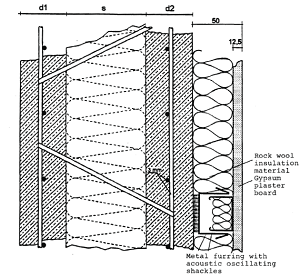 d1 s d2 50
12,5
Rock wool
insulation
material
Gypsum
plaster
board
Metal furring with
acoustic oscillating
shackles